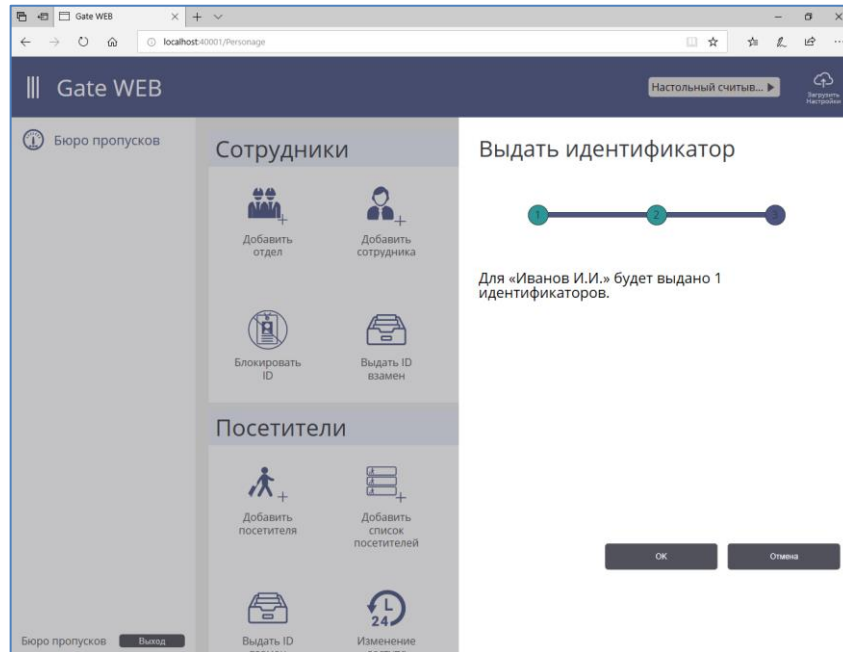 Gate WEB
localhost:40001/Personage
Gate WEB
Настольный считыв...
Загрузить
Настройки
Бюро пропусков
Сотрудники
Добавить
отдел
Добавить
сотрудника
Блокировать
ID
Выдать ID
взамен
Посетители
Добавить
посетителя
Добавить
список
посетителей
Выдать ID
24
Изменение
Выдать идентификатор
1
2
3
Для «Иванов И.И.» будет выдано 1
идентификаторов.
OK
Отмена
Бюро пропусков
Выход